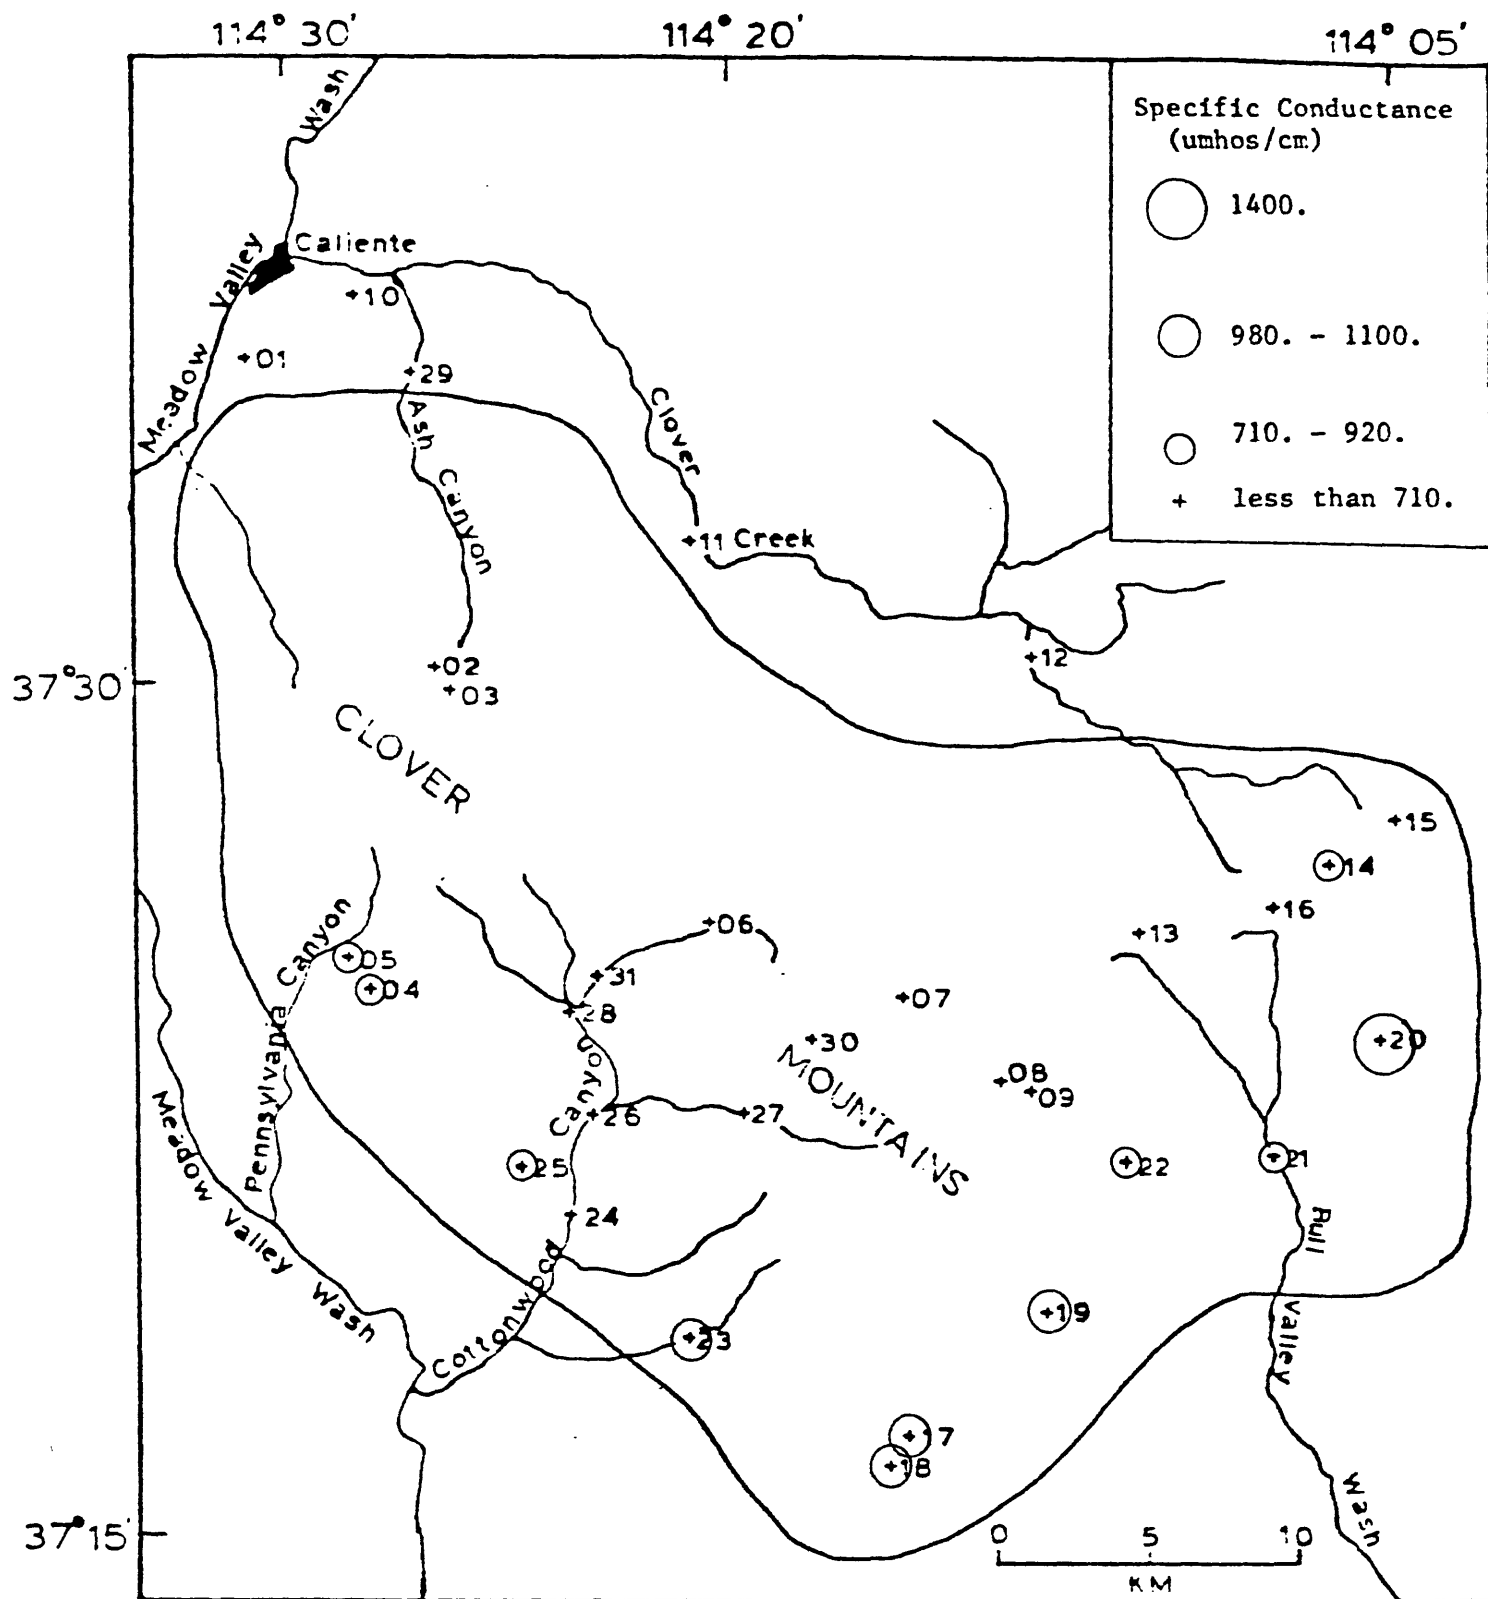 114° 30'
114° 20'
114° 05'
Specific Conductance
(umhos/cm)
1400.
980. - 1100.
710. - 920.
+ less than 710.
Wash
Valley
Meadow
Caliente
+10
+01
+29
Ash Canyon
Clover
+11 Creek
+12
37°30'
+02
+03
CLOVER
+15
+14
+16
+13
+06
+31
+28
+07
+30
+05
+04
Pennsylvania Canyon
Canyon
MOUNTAINS
+08
+09
+20
+26
+27
+25
+22
+21
+24
Meadow Valley Wash
Cottonwood
+23
+19
Bull
Valley
Wash
+17
+18
37°15'
0 5 10
KM